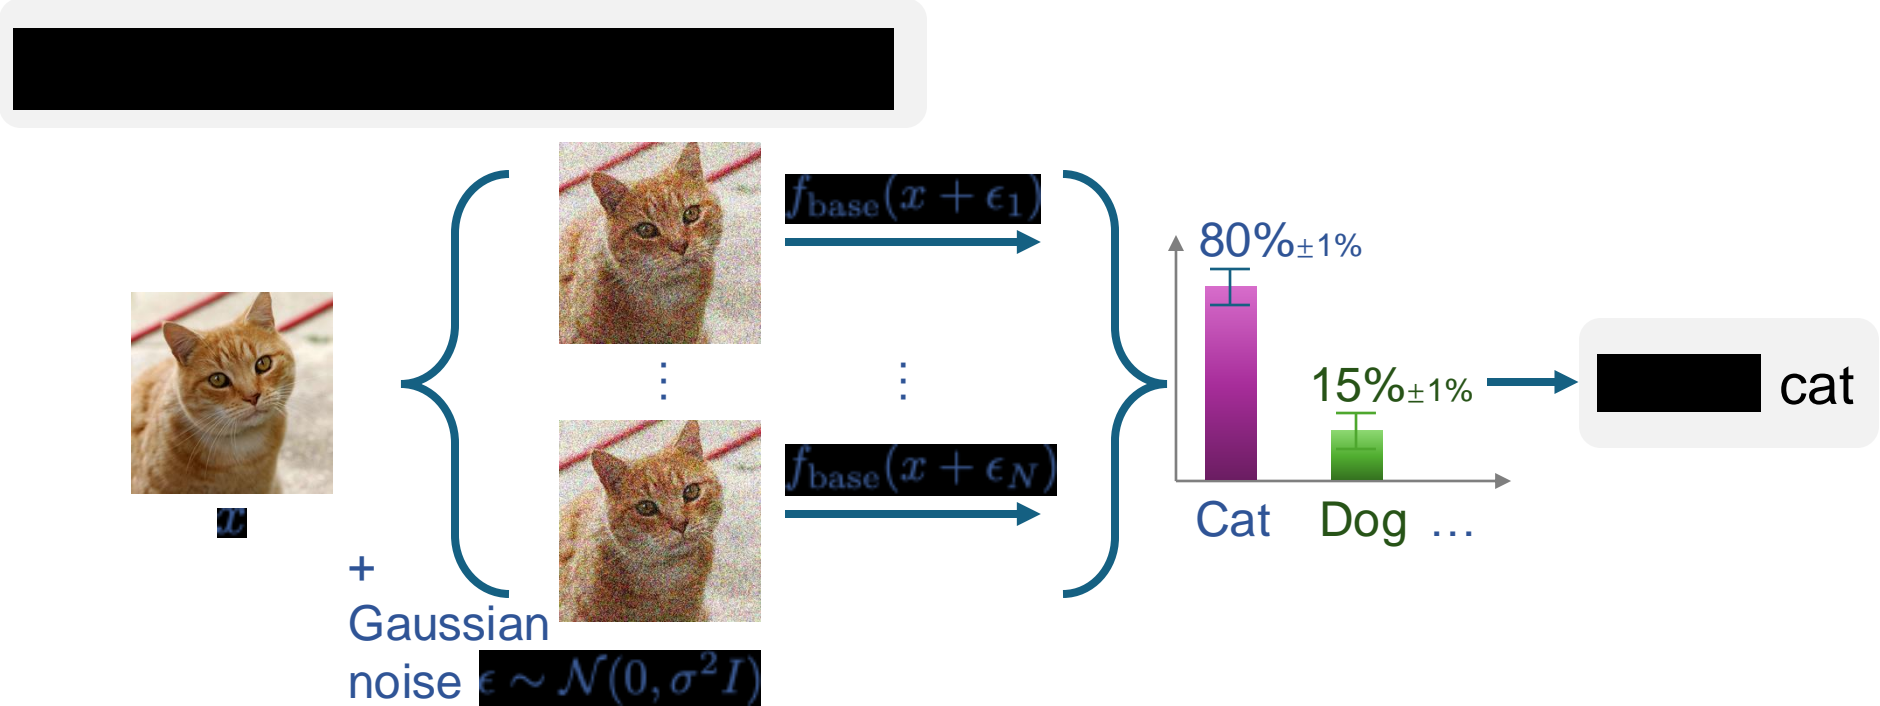 f_base(x + ϵ_1)
80%±1%
15%±1%
cat
⋮ ⋮
f_base(x + ϵ_N)
x
Cat Dog …
+
Gaussian
noise ϵ ∼ 𝒩(0, σ²I)